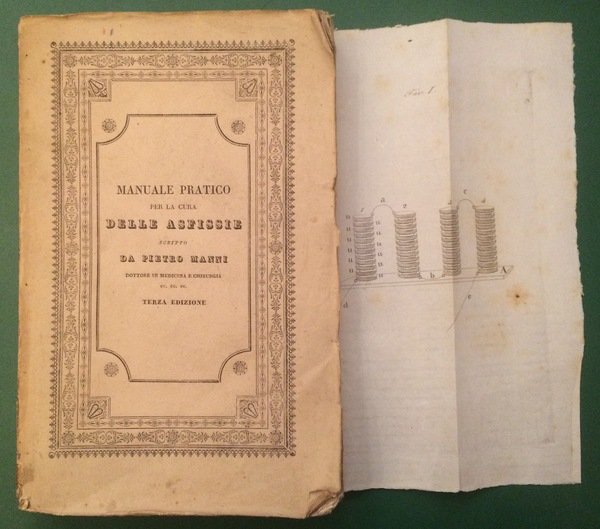 MANUALE PRATICO
PER LA CURA
DELLE ASFISSIE
SCRITTO
DA PIETRO MANNI
DOTTORE IN MEDICINA E CHIRURGIA
EC. EC. EC.
TERZA EDIZIONE
a
c
u
u
u
u
u
u
u
u
u
u
u
u
b
A
d
e